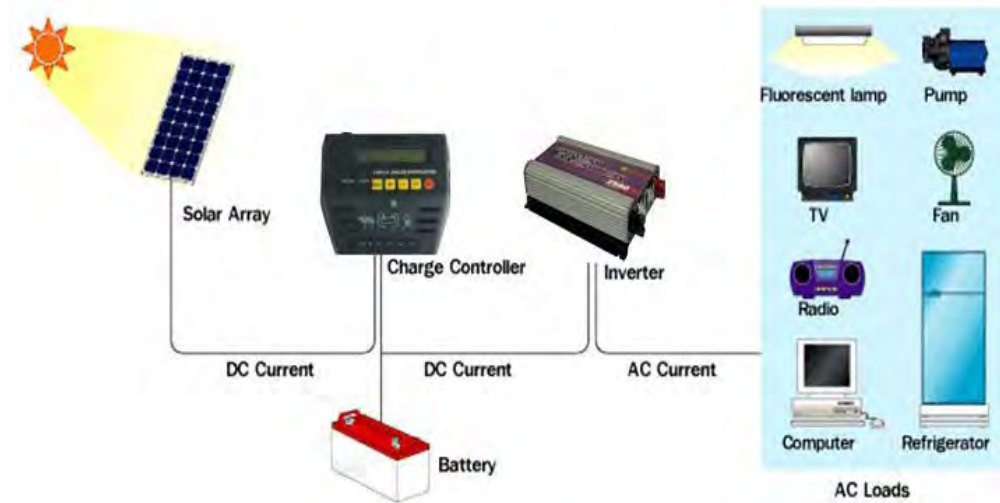 Fluorescent lamp
Pump
Solar Array
TV
Fan
Charge Controller
Inverter
Radio
DC Current
DC Current
AC Current
Computer
Refrigerator
Battery
AC Loads